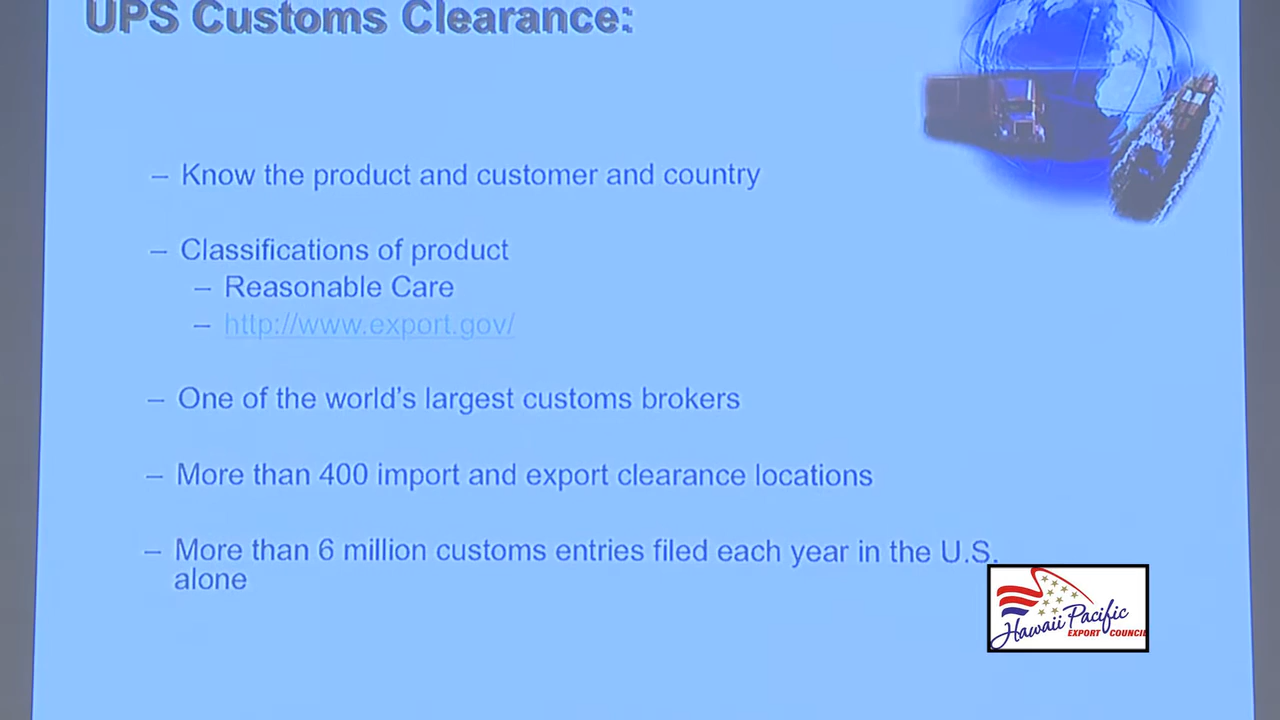 UPS Customs Clearance:
– Know the product and customer and country
– Classifications of product
– Reasonable Care
– http://www.export.gov/
– One of the world's largest customs brokers
– More than 400 import and export clearance locations
– More than 6 million customs entries filed each year in the U.S.
alone
Hawaii Pacific
EXPORT COUNCIL